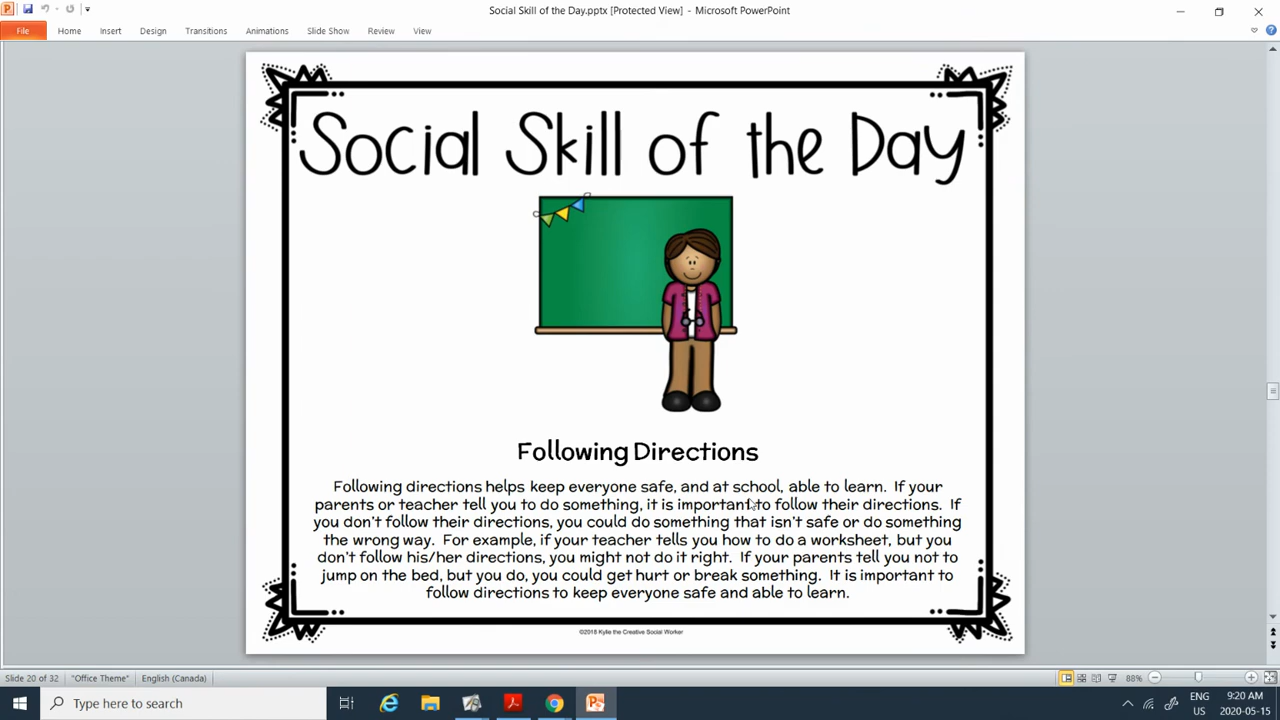 Social Skill of the Day.pptx [Protected View] - Microsoft PowerPoint
File Home Insert Design Transitions Animations Slide Show Review View
Social Skill of the Day
Following Directions
Following directions helps keep everyone safe, and at school, able to learn. If your
parents or teacher tell you to do something, it is important to follow their directions. If
you don't follow their directions, you could do something that isn't safe or do something
the wrong way. For example, if your teacher tells you how to do a worksheet, but you
don't follow his/her directions, you might not do it right. If your parents tell you not to
jump on the bed, but you do, you could get hurt or break something. It is important to
follow directions to keep everyone safe and able to learn.
©2018 Kylie the Creative Social Worker
Slide 20 of 32 "Office Theme" English (Canada) 88%
Type here to search
ENG 9:20 AM
US 2020-05-15